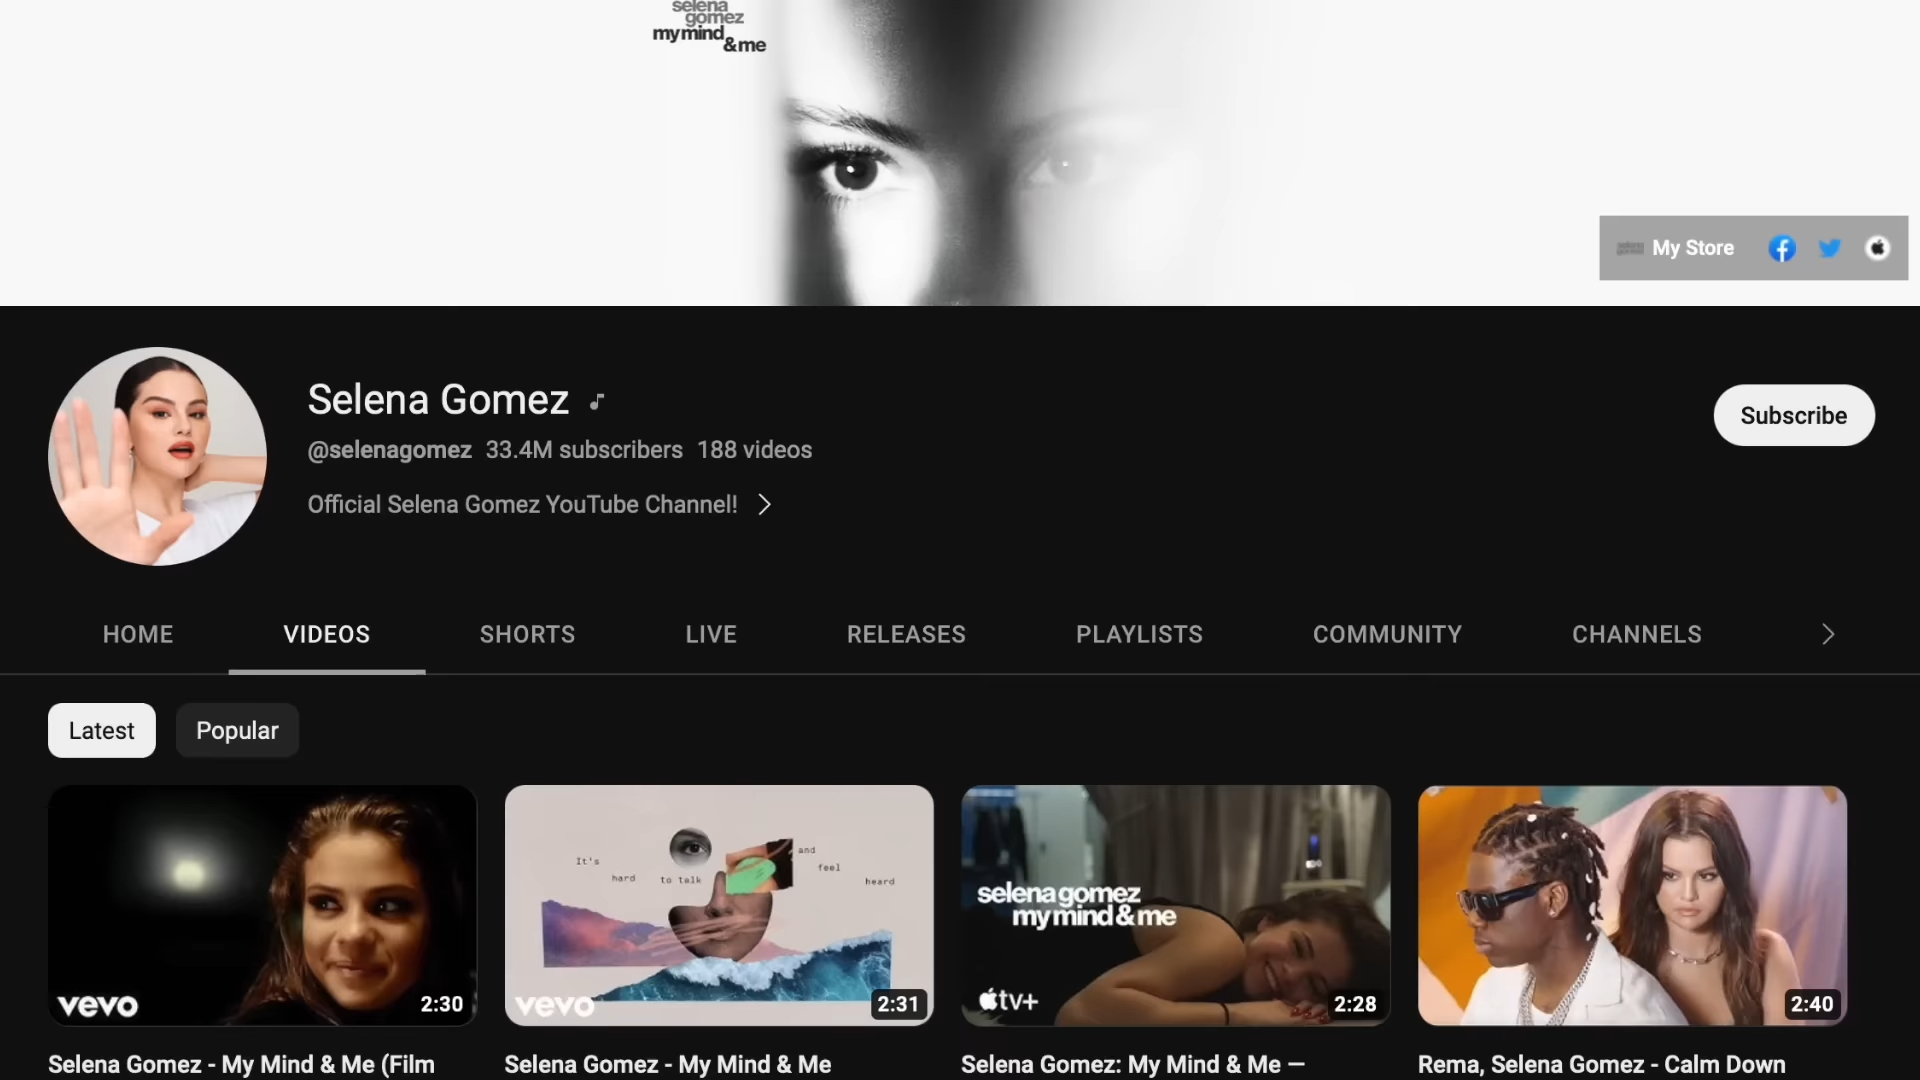 selena
gomez
my mind
& me
My Store
Selena Gomez
@selenagomez 33.4M subscribers 188 videos
Official Selena Gomez YouTube Channel!
Subscribe
HOME VIDEOS SHORTS LIVE RELEASES PLAYLISTS COMMUNITY CHANNELS
Latest Popular
vevo
2:30
It's
hard
to talk
and
feel
heard
vevo
2:31
selena gomez
my mind & me
tv+
2:28
2:40
Selena Gomez - My Mind & Me (Film
Selena Gomez - My Mind & Me
Selena Gomez: My Mind & Me —
Rema, Selena Gomez - Calm Down